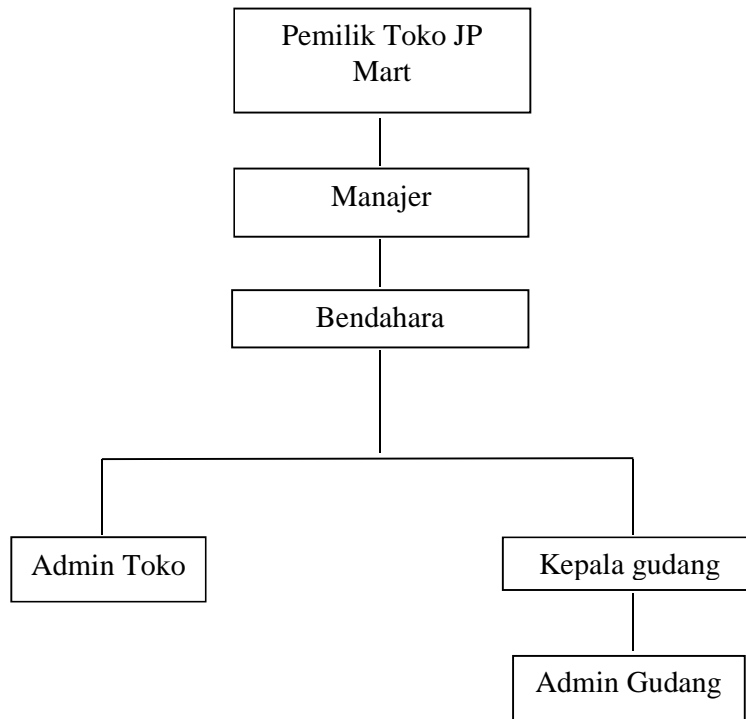 Pemilik Toko JP
Mart
Manajer
Bendahara
Admin Toko
Kepala gudang
Admin Gudang